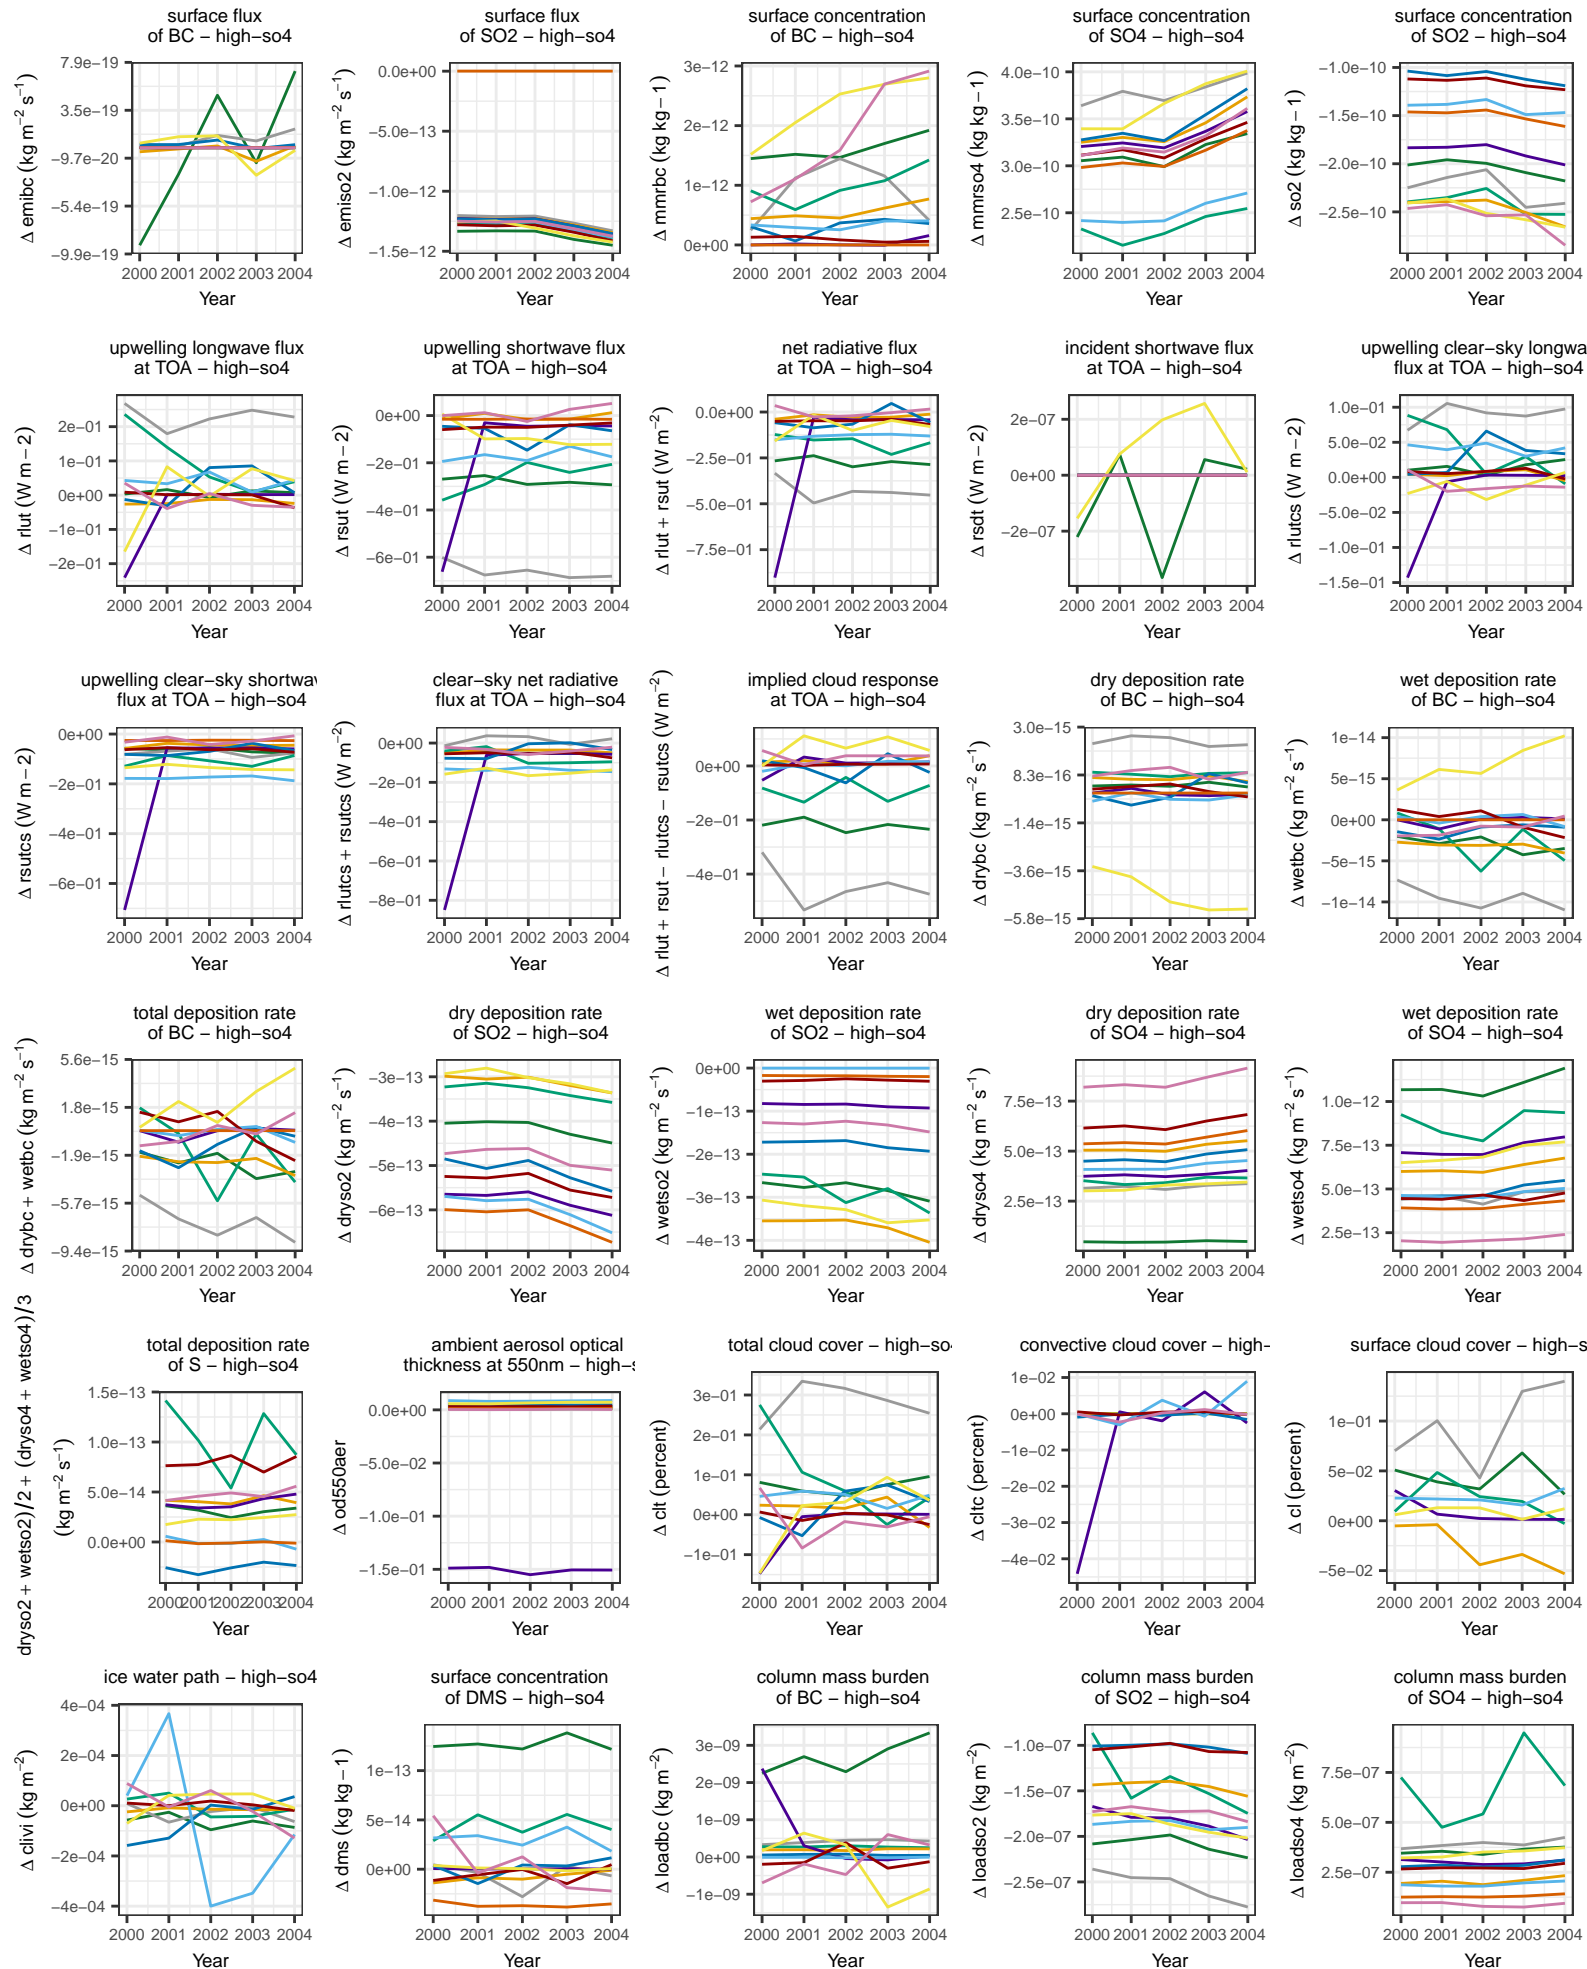 surface flux
of BC − high−so4
Δ emibc (kg m−2 s−1)
7.9e−19
3.5e−19
−9.7e−20
−5.4e−19
−9.9e−19
2000 2001 2002 2003 2004
Year
surface flux
of SO2 − high−so4
Δ emiso2 (kg m−2 s−1)
0.0e+00
−5.0e−13
−1.0e−12
−1.5e−12
2000 2001 2002 2003 2004
Year
surface concentration
of BC − high−so4
Δ mmrbc (kg kg − 1)
3e−12
2e−12
1e−12
0e+00
2000 2001 2002 2003 2004
Year
surface concentration
of SO4 − high−so4
Δ mmrso4 (kg kg − 1)
4.0e−10
3.5e−10
3.0e−10
2.5e−10
2000 2001 2002 2003 2004
Year
surface concentration
of SO2 − high−so4
Δ so2 (kg kg − 1)
−1.0e−10
−1.5e−10
−2.0e−10
−2.5e−10
2000 2001 2002 2003 2004
Year
upwelling longwave flux
at TOA − high−so4
Δ rlut (W m − 2)
2e−01
1e−01
0e+00
−1e−01
−2e−01
2000 2001 2002 2003 2004
Year
upwelling shortwave flux
at TOA − high−so4
Δ rsut (W m − 2)
0e+00
−2e−01
−4e−01
−6e−01
2000 2001 2002 2003 2004
Year
net radiative flux
at TOA − high−so4
Δ rlut + rsut (W m−2)
0.0e+00
−2.5e−01
−5.0e−01
−7.5e−01
2000 2001 2002 2003 2004
Year
incident shortwave flux
at TOA − high−so4
Δ rsdt (W m − 2)
2e−07
0e+00
−2e−07
2000 2001 2002 2003 2004
Year
upwelling clear−sky longwa
flux at TOA − high−so4
Δ rlutcs (W m − 2)
1.0e−01
5.0e−02
0.0e+00
−5.0e−02
−1.0e−01
−1.5e−01
2000 2001 2002 2003 2004
Year
upwelling clear−sky shortwav
flux at TOA − high−so4
Δ rsutcs (W m − 2)
0e+00
−2e−01
−4e−01
−6e−01
2000 2001 2002 2003 2004
Year
clear−sky net radiative
flux at TOA − high−so4
Δ rlutcs + rsutcs (W m−2)
0e+00
−2e−01
−4e−01
−6e−01
−8e−01
2000 2001 2002 2003 2004
Year
implied cloud response
at TOA − high−so4
Δ rlut + rsut − rlutcs − rsutcs (W m−2)
0e+00
−2e−01
−4e−01
2000 2001 2002 2003 2004
Year
dry deposition rate
of BC − high−so4
Δ drybc (kg m−2 s−1)
3.0e−15
8.3e−16
−1.4e−15
−3.6e−15
−5.8e−15
2000 2001 2002 2003 2004
Year
wet deposition rate
of BC − high−so4
Δ wetbc (kg m−2 s−1)
1e−14
5e−15
0e+00
−5e−15
−1e−14
2000 2001 2002 2003 2004
Year
total deposition rate
of BC − high−so4
Δ drybc + wetbc (kg m−2 s−1)
5.6e−15
1.8e−15
−1.9e−15
−5.7e−15
−9.4e−15
2000 2001 2002 2003 2004
Year
dry deposition rate
of SO2 − high−so4
Δ dryso2 (kg m−2 s−1)
−3e−13
−4e−13
−5e−13
−6e−13
2000 2001 2002 2003 2004
Year
wet deposition rate
of SO2 − high−so4
Δ wetso2 (kg m−2 s−1)
0e+00
−1e−13
−2e−13
−3e−13
−4e−13
2000 2001 2002 2003 2004
Year
dry deposition rate
of SO4 − high−so4
Δ dryso4 (kg m−2 s−1)
7.5e−13
5.0e−13
2.5e−13
2000 2001 2002 2003 2004
Year
wet deposition rate
of SO4 − high−so4
Δ wetso4 (kg m−2 s−1)
1.0e−12
7.5e−13
5.0e−13
2.5e−13
2000 2001 2002 2003 2004
Year
total deposition rate
of S − high−so4
dryso2 + wetso2)/2 + (dryso4 + wetso4)/3
(kg m−2 s−1)
1.5e−13
1.0e−13
5.0e−14
0.0e+00
2000 2001 2002 2003 2004
Year
ambient aerosol optical
thickness at 550nm − high−s
Δ od550aer
0.0e+00
−5.0e−02
−1.0e−01
−1.5e−01
2000 2001 2002 2003 2004
Year
total cloud cover − high−so
Δ clt (percent)
3e−01
2e−01
1e−01
0e+00
−1e−01
2000 2001 2002 2003 2004
Year
convective cloud cover − high−
Δ cltc (percent)
1e−02
0e+00
−1e−02
−2e−02
−3e−02
−4e−02
2000 2001 2002 2003 2004
Year
surface cloud cover − high−s
Δ cl (percent)
1e−01
5e−02
0e+00
−5e−02
2000 2001 2002 2003 2004
Year
ice water path − high−so4
Δ clivi (kg m−2)
4e−04
2e−04
0e+00
−2e−04
−4e−04
2000 2001 2002 2003 2004
Year
surface concentration
of DMS − high−so4
Δ dms (kg kg − 1)
1e−13
5e−14
0e+00
2000 2001 2002 2003 2004
Year
column mass burden
of BC − high−so4
Δ loadbc (kg m−2)
3e−09
2e−09
1e−09
0e+00
−1e−09
2000 2001 2002 2003 2004
Year
column mass burden
of SO2 − high−so4
Δ loadso2 (kg m−2)
−1.0e−07
−1.5e−07
−2.0e−07
−2.5e−07
2000 2001 2002 2003 2004
Year
column mass burden
of SO4 − high−so4
Δ loadso4 (kg m−2)
7.5e−07
5.0e−07
2.5e−07
2000 2001 2002 2003 2004
Year